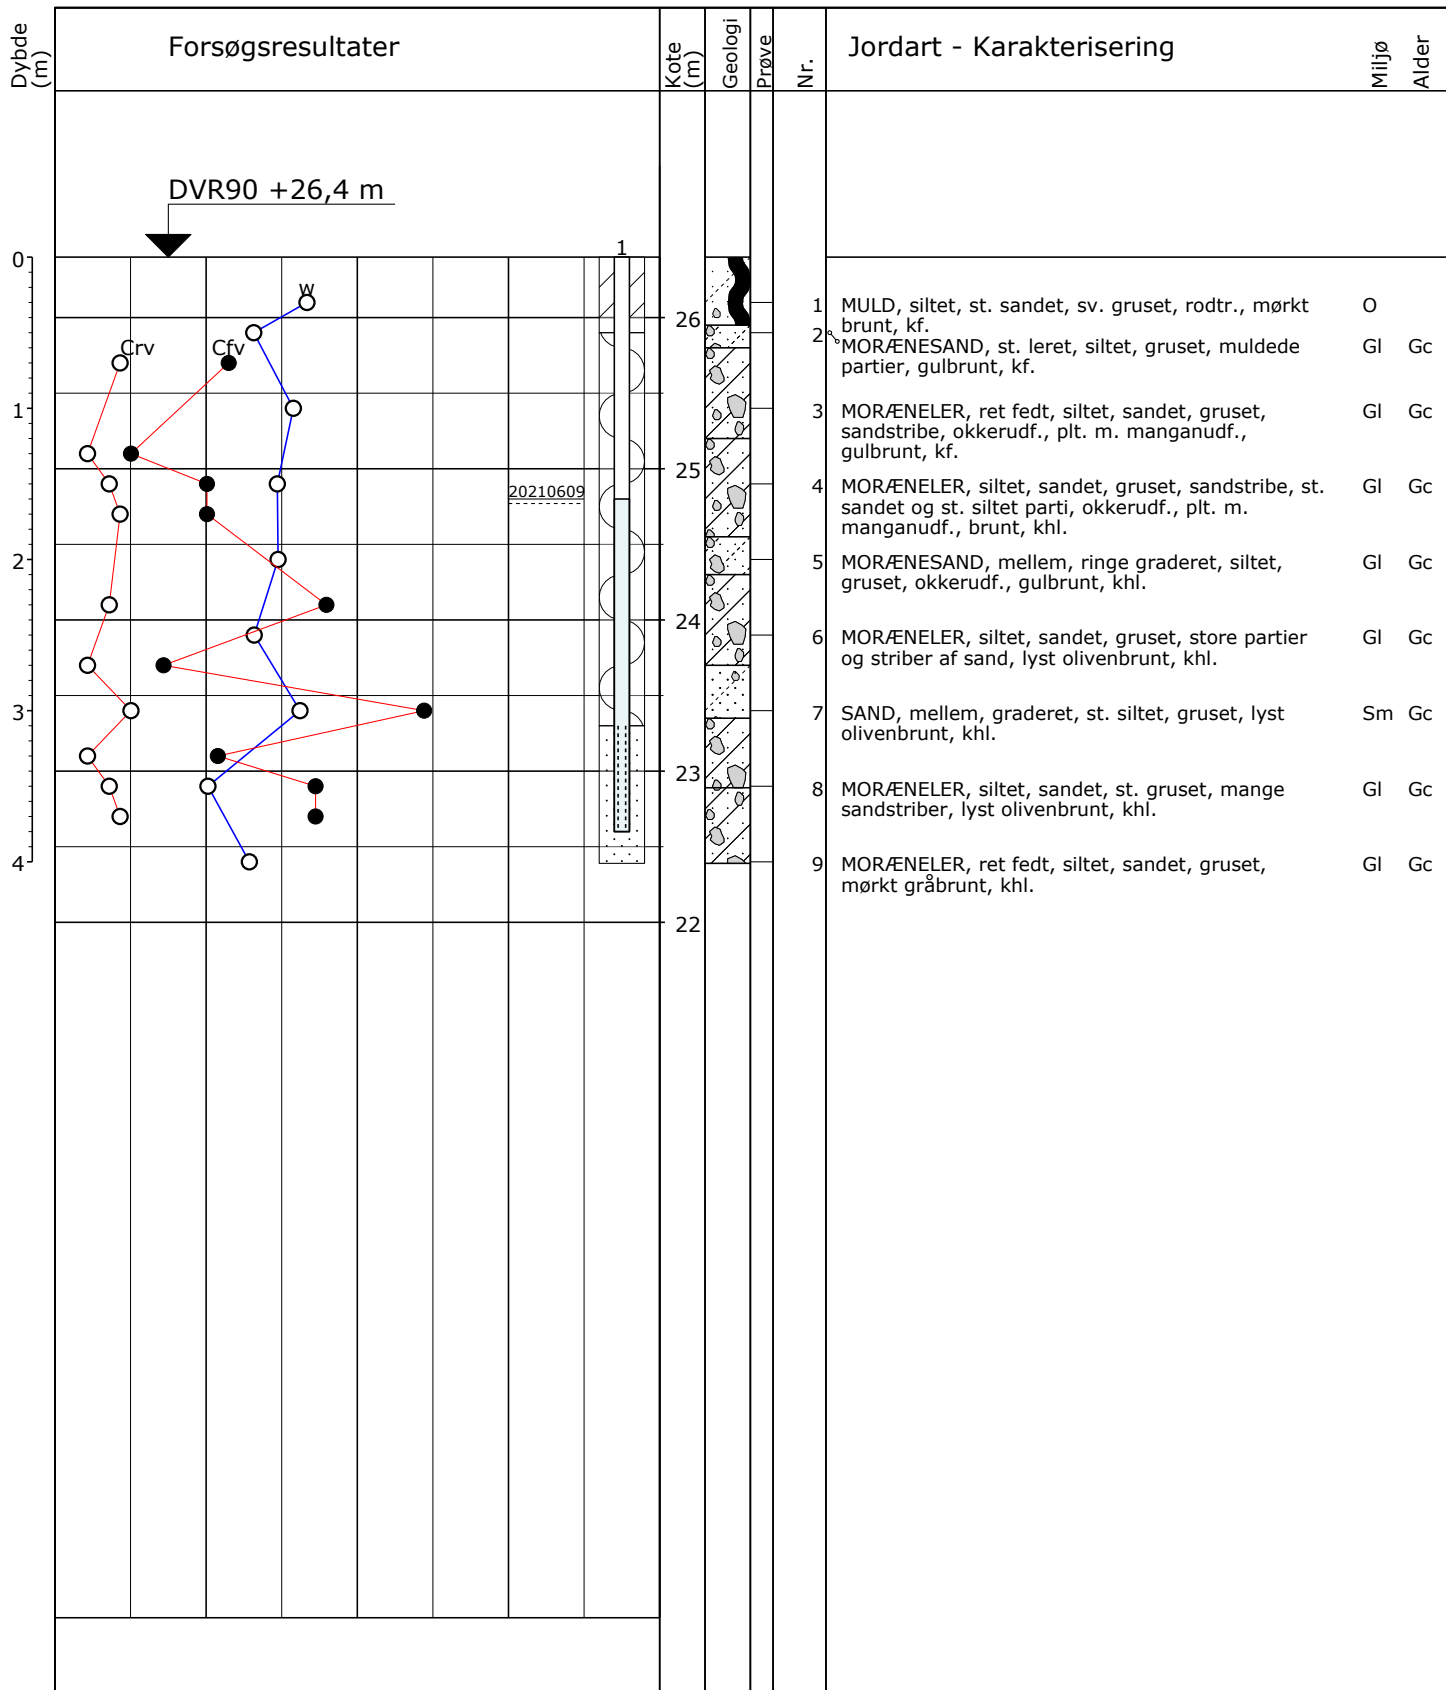 Dybde
(m)
Forsøgsresultater
Kote
(m)
Geologi
Prøve
Nr.
Jordart - Karakterisering
Miljø
Alder
DVR90 +26,4 m
1
0
w
Crv
Cfv
26
1
25
20210609
2
24
3
23
4
22
1 MULD, siltet, st. sandet, sv. gruset, rodtr., mørkt O
brunt, kf.
2
MORÆNESAND, st. leret, siltet, gruset, muldede Gl Gc
partier, gulbrunt, kf.
3 MORÆNELER, ret fedt, siltet, sandet, gruset, Gl Gc
sandstribe, okkerudf., plt. m. manganudf.,
gulbrunt, kf.
4 MORÆNELER, siltet, sandet, gruset, sandstribe, st. Gl Gc
sandet og st. siltet parti, okkerudf., plt. m.
manganudf., brunt, khl.
5 MORÆNESAND, mellem, ringe graderet, siltet, Gl Gc
gruset, okkerudf., gulbrunt, khl.
6 MORÆNELER, siltet, sandet, gruset, store partier Gl Gc
og striber af sand, lyst olivenbrunt, khl.
7 SAND, mellem, graderet, st. siltet, gruset, lyst Sm Gc
olivenbrunt, khl.
8 MORÆNELER, siltet, sandet, st. gruset, mange Gl Gc
sandstriber, lyst olivenbrunt, khl.
9 MORÆNELER, ret fedt, siltet, sandet, gruset, Gl Gc
mørkt gråbrunt, khl.